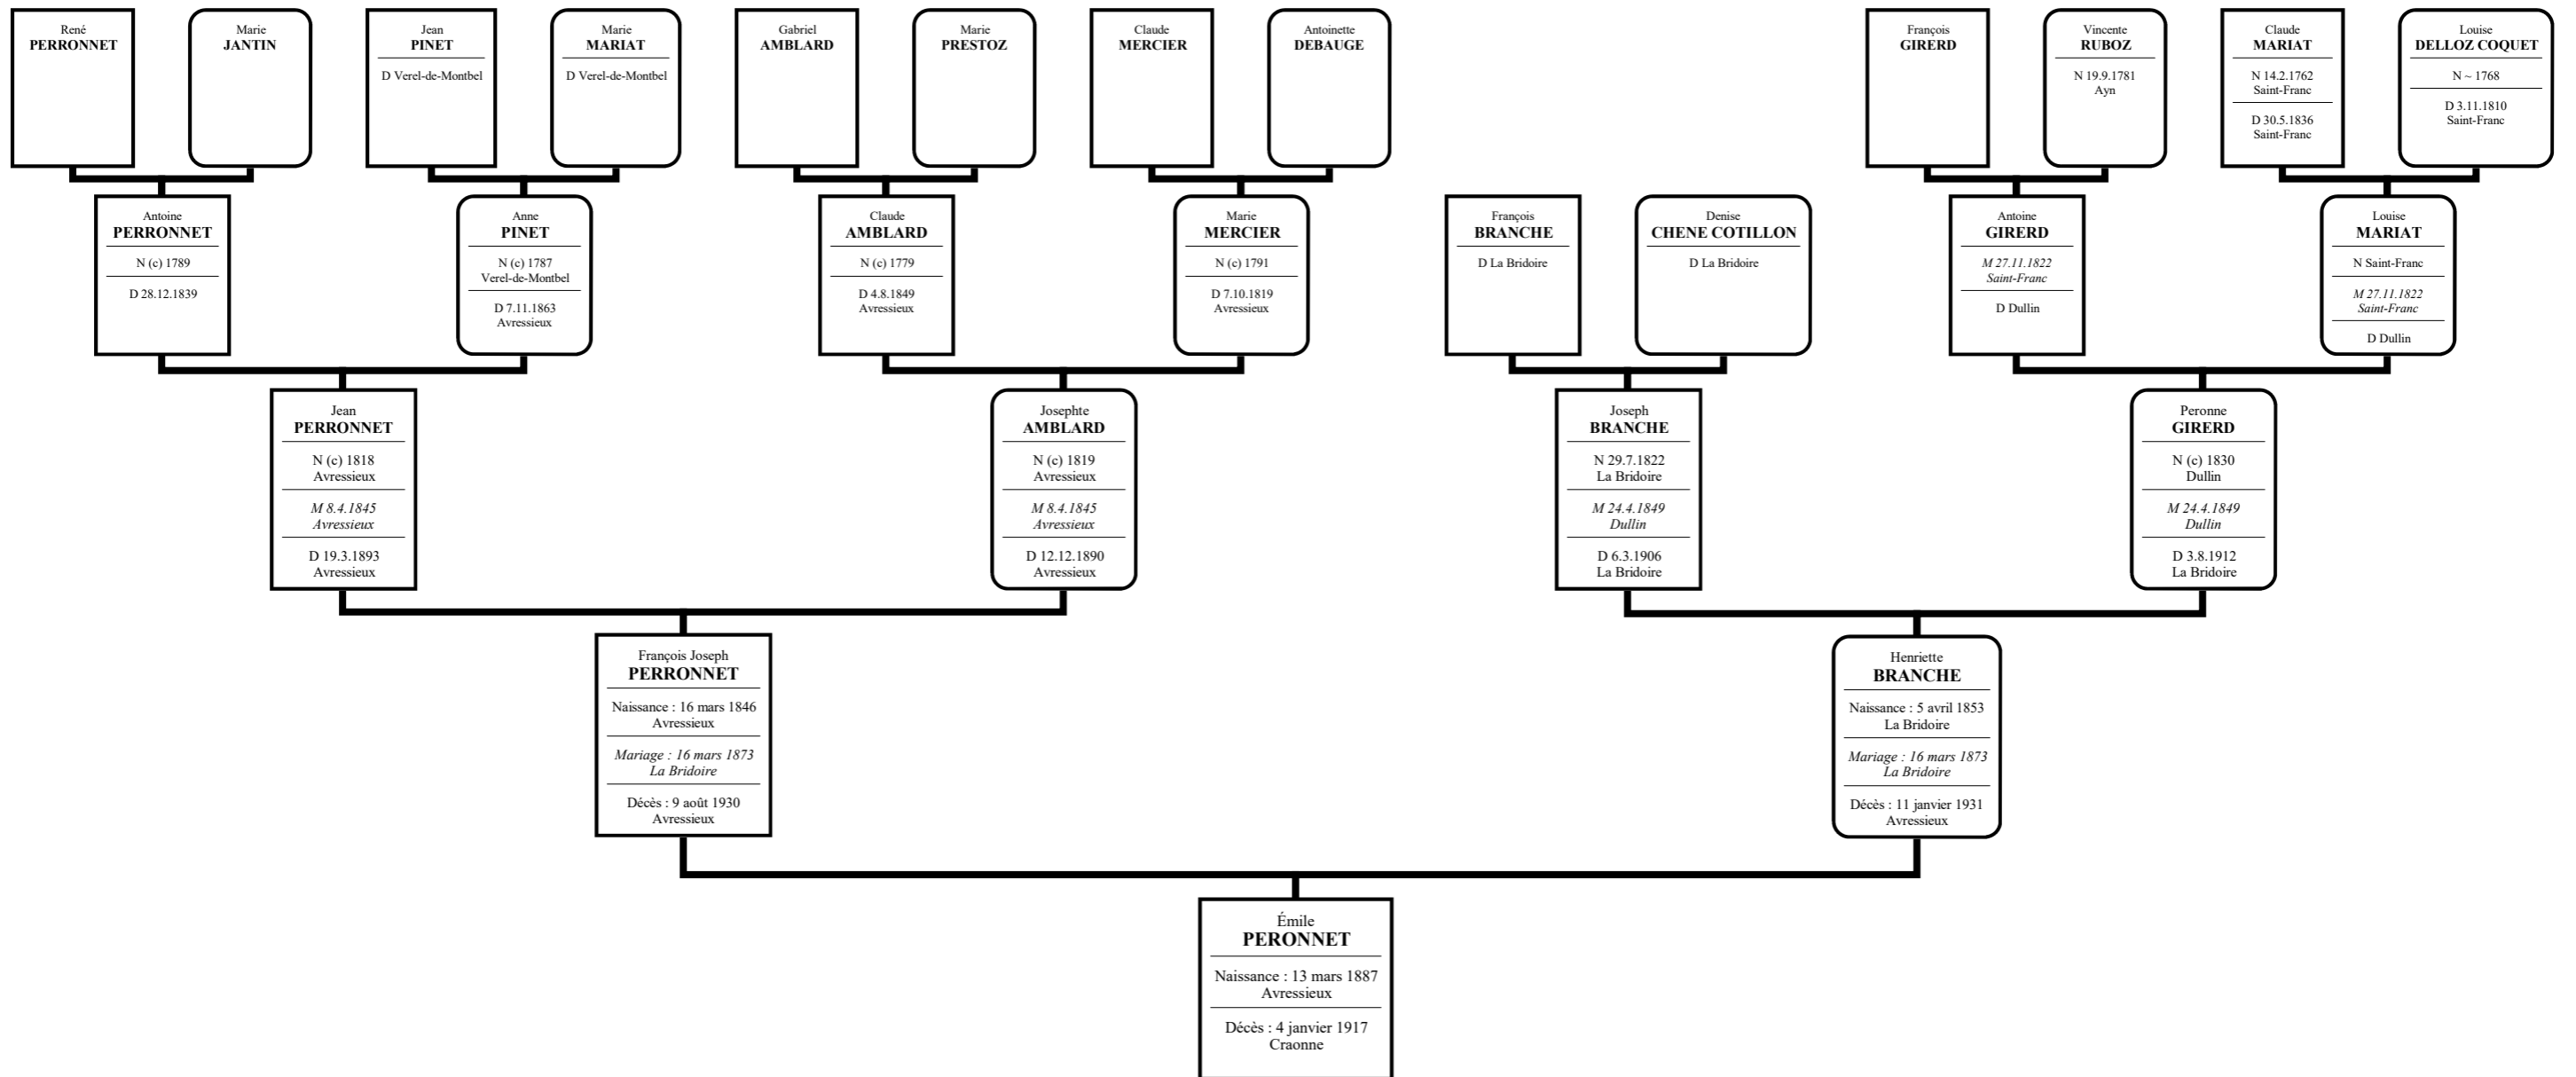 René
PERRONNET
Marie
JANTIN
Jean
PINET
D Verel-de-Montbel
Marie
MARIAT
D Verel-de-Montbel
Gabriel
AMBLARD
Marie
PRESTOZ
Claude
MERCIER
Antoinette
DEBAUGE
François
GIRERD
Vincente
RUBOZ
N 19.9.1781
Ayn
Claude
MARIAT
N 14.2.1762
Saint-Franc
D 30.5.1836
Saint-Franc
Louise
DELLOZ COQUET
N ~ 1768
D 3.11.1810
Saint-Franc
Antoine
PERRONNET
N (c) 1789
D 28.12.1839
Anne
PINET
N (c) 1787
Verel-de-Montbel
D 7.11.1863
Avressieux
Claude
AMBLARD
N (c) 1779
D 4.8.1849
Avressieux
Marie
MERCIER
N (c) 1791
D 7.10.1819
Avressieux
François
BRANCHE
D La Bridoire
Denise
CHENE COTILLON
D La Bridoire
Antoine
GIRERD
M 27.11.1822
Saint-Franc
D Dullin
Louise
MARIAT
N Saint-Franc
M 27.11.1822
Saint-Franc
D Dullin
Jean
PERRONNET
N (c) 1818
Avressieux
M 8.4.1845
Avressieux
D 19.3.1893
Avressieux
Josephte
AMBLARD
N (c) 1819
Avressieux
M 8.4.1845
Avressieux
D 12.12.1890
Avressieux
Joseph
BRANCHE
N 29.7.1822
La Bridoire
M 24.4.1849
Dullin
D 6.3.1906
La Bridoire
Peronne
GIRERD
N (c) 1830
Dullin
M 24.4.1849
Dullin
D 3.8.1912
La Bridoire
François Joseph
PERRONNET
Naissance : 16 mars 1846
Avressieux
Mariage : 16 mars 1873
La Bridoire
Décès : 9 août 1930
Avressieux
Henriette
BRANCHE
Naissance : 5 avril 1853
La Bridoire
Mariage : 16 mars 1873
La Bridoire
Décès : 11 janvier 1931
Avressieux
Émile
PERONNET
Naissance : 13 mars 1887
Avressieux
Décès : 4 janvier 1917
Craonne